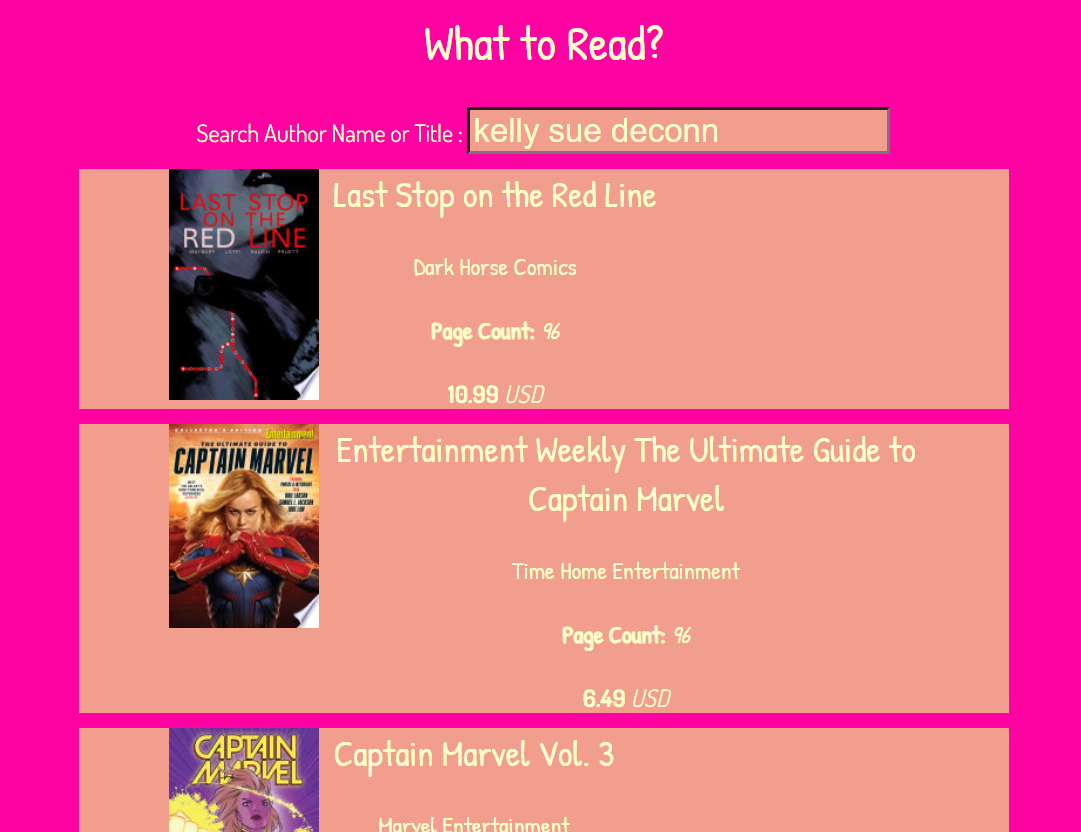 What to Read?
Search Author Name or Title : kelly sue deconn
LAST STOP
ON THE
RED LINE
Last Stop on the Red Line
Dark Horse Comics
Page Count: 96
10.99 USD
COLLECTOR'S EDITION Entertainment
THE ULTIMATE GUIDE TO
CAPTAIN MARVEL
Entertainment Weekly The Ultimate Guide to
Captain Marvel
Time Home Entertainment
Page Count: 96
6.49 USD
CAPTAIN
MARVEL
Captain Marvel Vol. 3
Marvel Entertainment